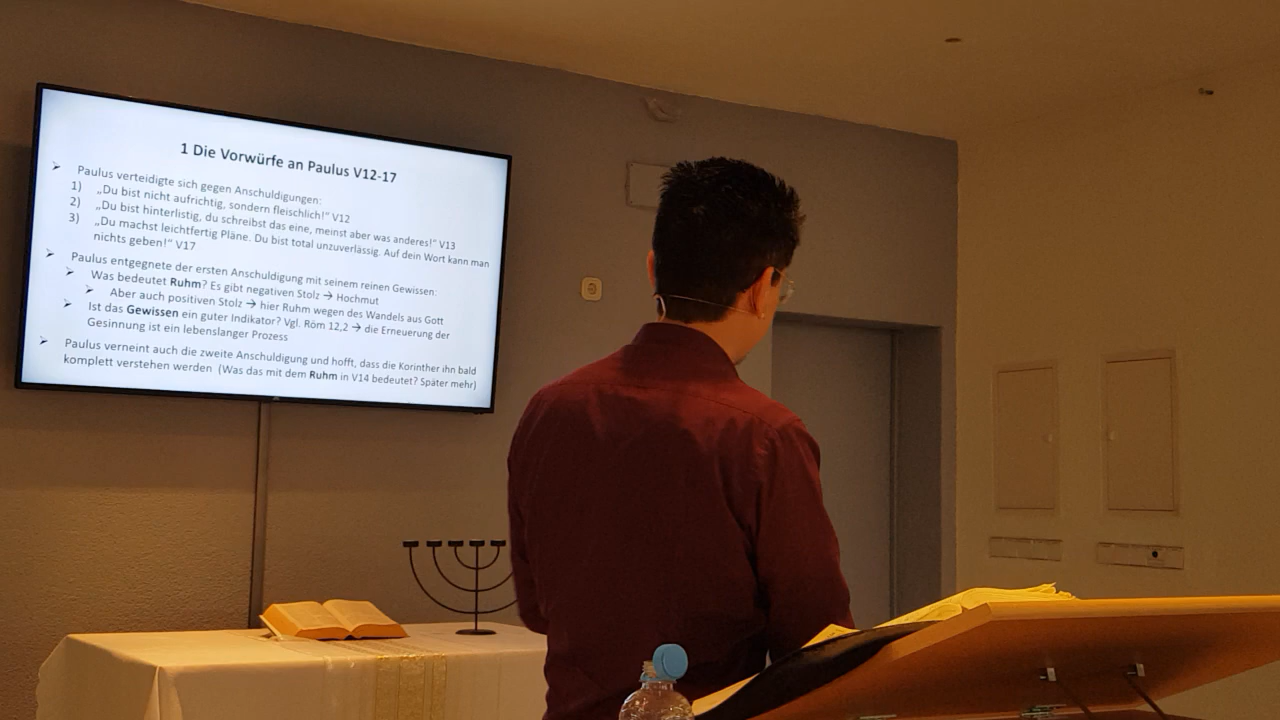 1 Die Vorwürfe an Paulus V12-17
➢ Paulus verteidigte sich gegen Anschuldigungen:
1) „Du bist nicht aufrichtig, sondern fleischlich!“ V12
2) „Du bist hinterlistig, du schreibst das eine, meinst aber was anderes!“ V13
3) „Du machst leichtfertig Pläne. Du bist total unzuverlässig. Auf dein Wort kann man
nichts geben!“ V17
➢ Paulus entgegnete der ersten Anschuldigung mit seinem reinen Gewissen:
➢ Was bedeutet Ruhm? Es gibt negativen Stolz → Hochmut
➢ Aber auch positiven Stolz → hier Ruhm wegen des Wandels aus Gott
➢ Ist das Gewissen ein guter Indikator? Vgl. Röm 12,2 → die Erneuerung der
Gesinnung ist ein lebenslanger Prozess
➢ Paulus verneint auch die zweite Anschuldigung und hofft, dass die Korinther ihn bald
komplett verstehen werden (Was das mit dem Ruhm in V14 bedeutet? Später mehr)